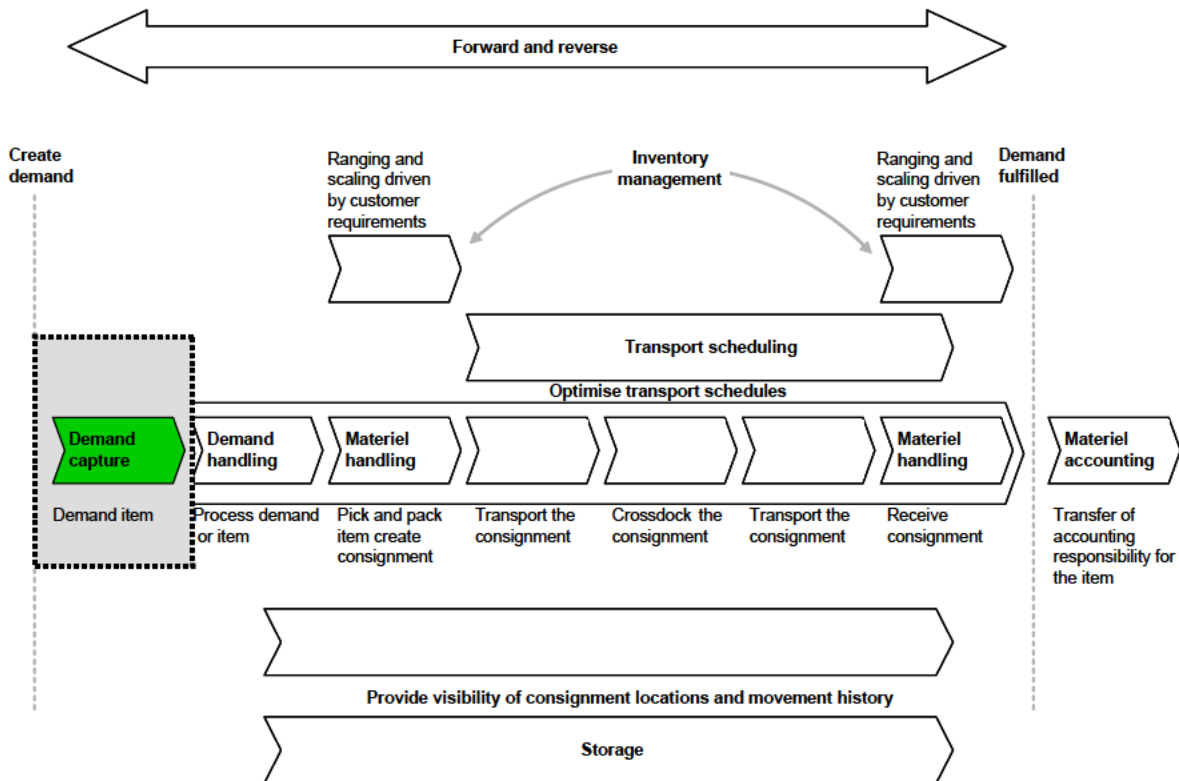 Forward and reverse
Create
demand
Ranging and
scaling driven
by customer
requirements
Inventory
management
Ranging and
scaling driven
by customer
requirements
Demand
fulfilled
Transport scheduling
Optimise transport schedules
Demand
capture
Demand
handling
Materiel
handling
Materiel
handling
Materiel
accounting
Demand item
Process demand
or item
Pick and pack
item create
consignment
Transport the
consignment
Crossdock the
consignment
Transport the
consignment
Receive
consignment
Transfer of
accounting
responsibility for
the item
Provide visibility of consignment locations and movement history
Storage